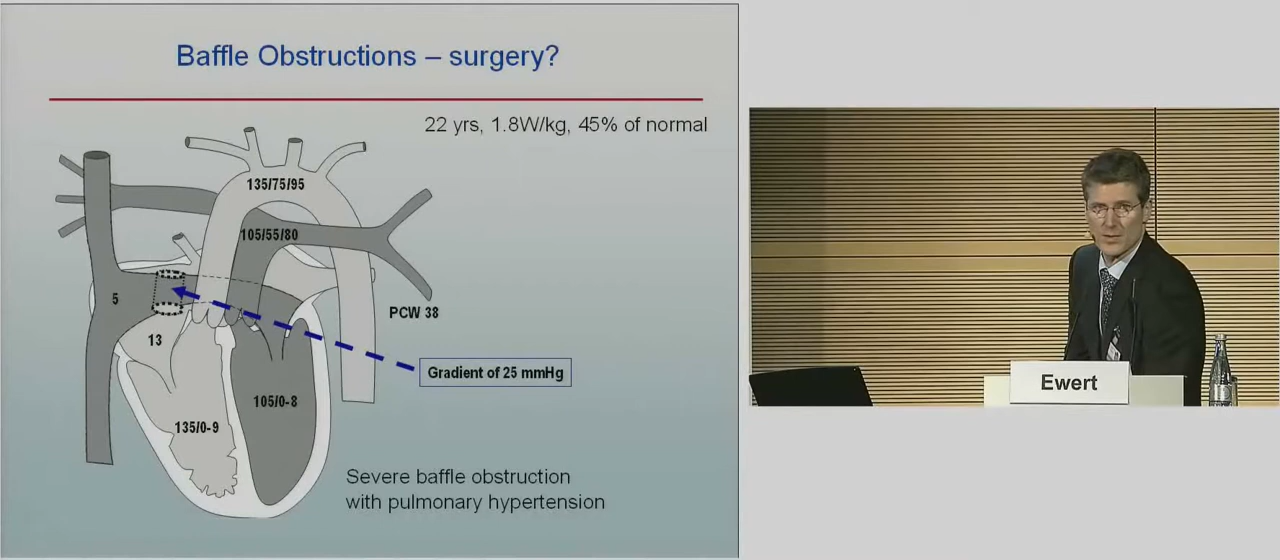 Baffle Obstructions – surgery?
22 yrs, 1.8W/kg, 45% of normal
135/75/95
105/55/80
5
PCW 38
13
Gradient of 25 mmHg
105/0-8
135/0-9
Severe baffle obstruction
with pulmonary hypertension
Ewert